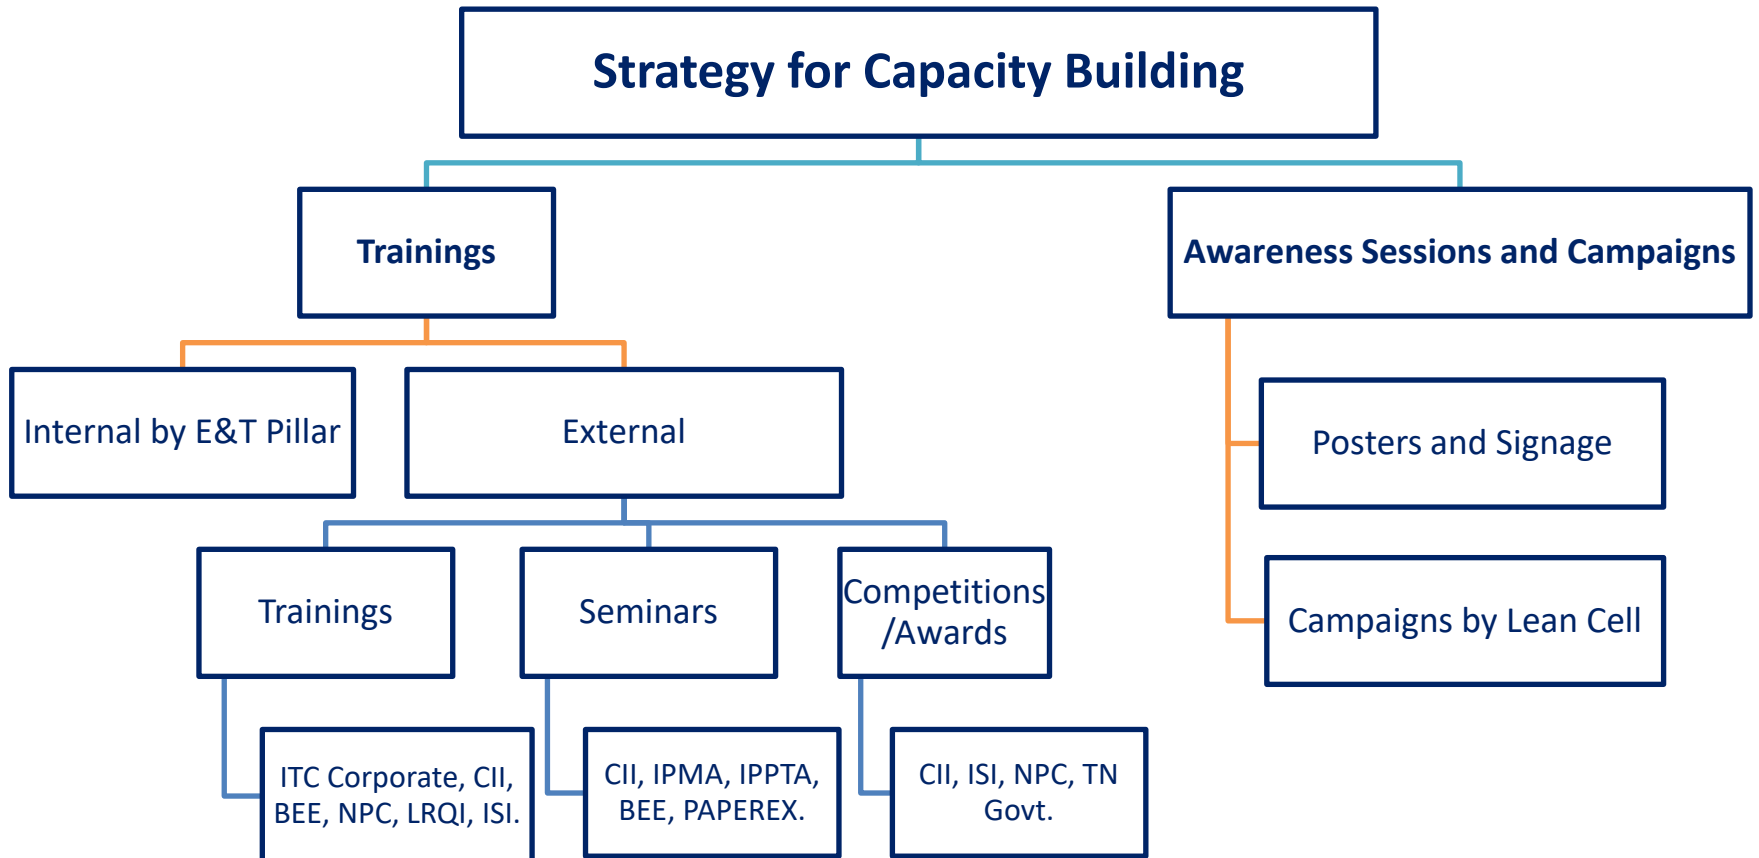 Strategy for Capacity Building
Trainings
Awareness Sessions and Campaigns
Internal by E&T Pillar
External
Posters and Signage
Trainings
Seminars
Competitions
/Awards
Campaigns by Lean Cell
ITC Corporate, CII,
BEE, NPC, LRQI, ISI.
CII, IPMA, IPPTA,
BEE, PAPEREX.
CII, ISI, NPC, TN
Govt.